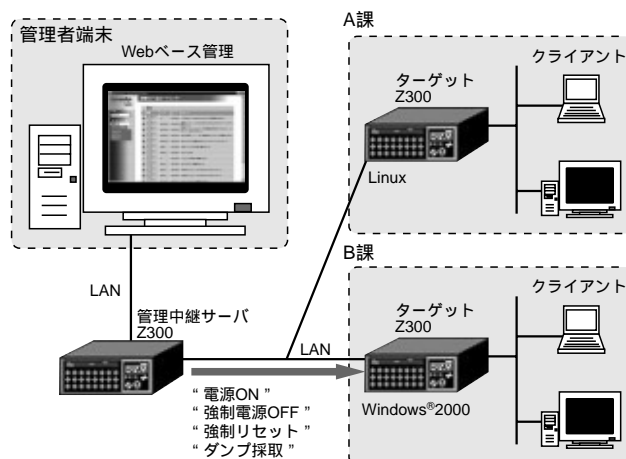 管理者端末
Webベース管理
LAN
管理中継サーバ
Z300
“ 電源ON ”
“ 強制電源OFF ”
“ 強制リセット ”
“ ダンプ採取 ”
LAN
A課
ターゲット
Z300
Linux
クライアント
B課
ターゲット
Z300
Windows®2000
クライアント